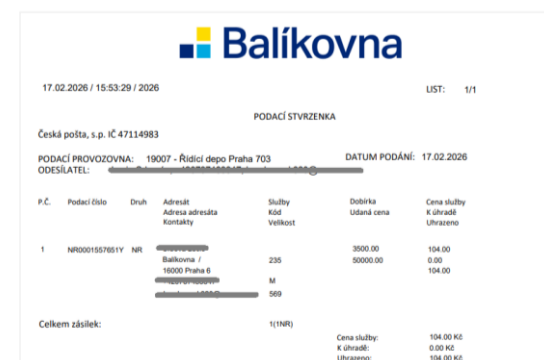 Balíkovna
17.02.2026 / 15:53:29 / 2026 LIST: 1/1
PODACÍ STVRZENKA
Česká pošta, s.p. IČ 47114983
PODACÍ PROVOZOVNA: 19007 - Řídicí depo Praha 703 DATUM PODÁNÍ: 17.02.2026
ODESÍLATEL:
P.Č. Podací číslo Druh Adresát Služby Dobírka Cena služby
Adresa adresáta Kód Udaná cena K úhradě
Kontakty Velikost Uhrazeno
1 NR0001557651Y NR 3500.00 104.00
Balíkovna / 235 50000.00 0.00
16000 Praha 6 104.00
M
569
Celkem zásilek: 1(1NR)
Cena služby: 104.00 Kč
K úhradě: 0.00 Kč
Uhrazeno: 104.00 Kč